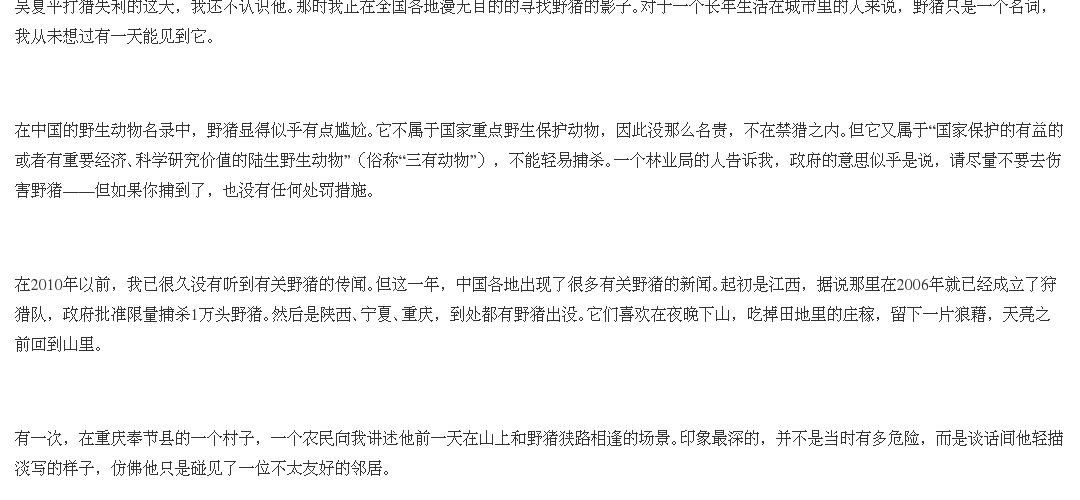 吴夏平打猎失利的这天，我还不认识他。那时我正在全国各地漫无目的的寻找野猪的影子。对于一个长年生活在城市里的人来说，野猪只是一个名词，
我从未想过有一天能见到它。
在中国的野生动物名录中，野猪显得似乎有点尴尬。它不属于国家重点野生保护动物，因此没那么名贵，不在禁猎之内。但它又属于“国家保护的有益的
或者有重要经济、科学研究价值的陆生野生动物”（俗称“三有动物”），不能轻易捕杀。一个林业局的人告诉我，政府的意思似乎是说，请尽量不要去伤
害野猪——但如果你捕到了，也没有任何处罚措施。
在2010年以前，我已很久没有听到有关野猪的传闻。但这一年，中国各地出现了很多有关野猪的新闻。起初是江西，据说那里在2006年就已经成立了狩
猎队，政府批准限量捕杀1万头野猪。然后是陕西、宁夏、重庆，到处都有野猪出没。它们喜欢在夜晚下山，吃掉田地里的庄稼，留下一片狼藉，天亮之
前回到山里。
有一次，在重庆奉节县的一个村子，一个农民向我讲述他前一天在山上和野猪狭路相逢的场景。印象最深的，并不是当时有多危险，而是谈话间他轻描
淡写的样子，仿佛他只是碰见了一位不太友好的邻居。